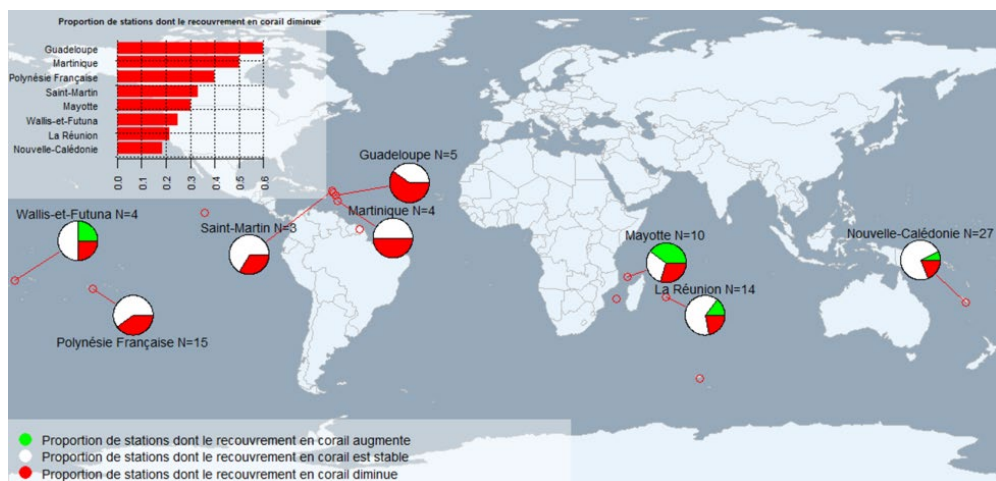 Proportion de stations dont le recouvrement en corail diminue
Guadeloupe
Martinique
Polynésie Française
Saint-Martin
Mayotte
Wallis-et-Futuna
La Réunion
Nouvelle-Calédonie
0.0 0.1 0.2 0.3 0.4 0.5 0.6
Guadeloupe N=5
Wallis-et-Futuna N=4
Saint-Martin N=3
Martinique N=4
Mayotte N=10
Nouvelle-Calédonie N=27
La Réunion N=14
Polynésie Française N=15
Proportion de stations dont le recouvrement en corail augmente
Proportion de stations dont le recouvrement en corail est stable
Proportion de stations dont le recouvrement en corail diminue